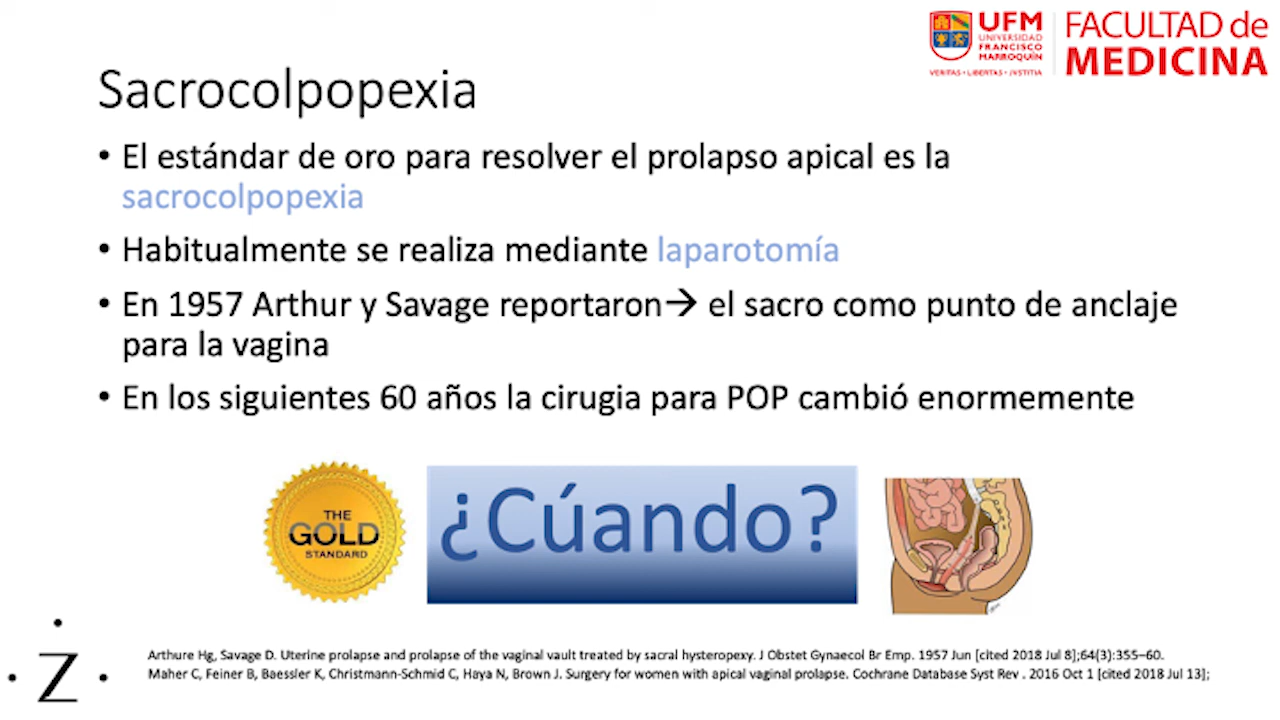 UFM
UNIVERSIDAD
FRANCISCO
MARROQUÍN
VERITAS • LIBERTAS • JVSTITIA
FACULTAD de
MEDICINA
Sacrocolpopexia
• El estándar de oro para resolver el prolapso apical es la
sacrocolpopexia
• Habitualmente se realiza mediante laparotomía
• En 1957 Arthur y Savage reportaron→ el sacro como punto de anclaje
para la vagina
• En los siguientes 60 años la cirugia para POP cambió enormemente
THE
GOLD
STANDARD
¿Cúando?
Z
Arthure Hg, Savage D. Uterine prolapse and prolapse of the vaginal vault treated by sacral hysteropexy. J Obstet Gynaecol Br Emp. 1957 Jun [cited 2018 Jul 8];64(3):355–60.
Maher C, Feiner B, Baessler K, Christmann-Schmid C, Haya N, Brown J. Surgery for women with apical vaginal prolapse. Cochrane Database Syst Rev . 2016 Oct 1 [cited 2018 Jul 13];